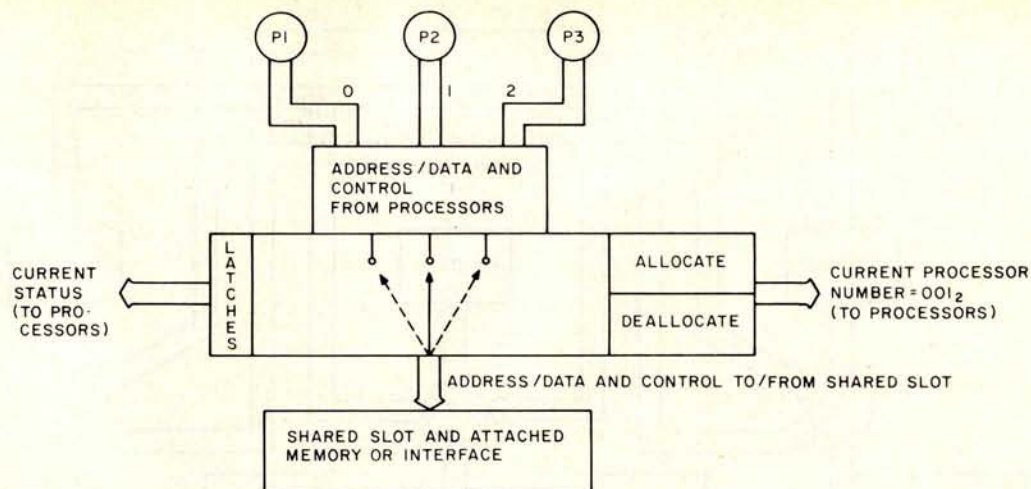 P1
P2
P3
0
1
2
ADDRESS/DATA AND
CONTROL
FROM PROCESSORS
LATCHES
CURRENT
STATUS
(TO PRO-
CESSORS)
ALLOCATE
DEALLOCATE
CURRENT PROCESSOR
NUMBER=001₂
(TO PROCESSORS)
ADDRESS/DATA AND CONTROL TO/FROM SHARED SLOT
SHARED SLOT AND ATTACHED
MEMORY OR INTERFACE